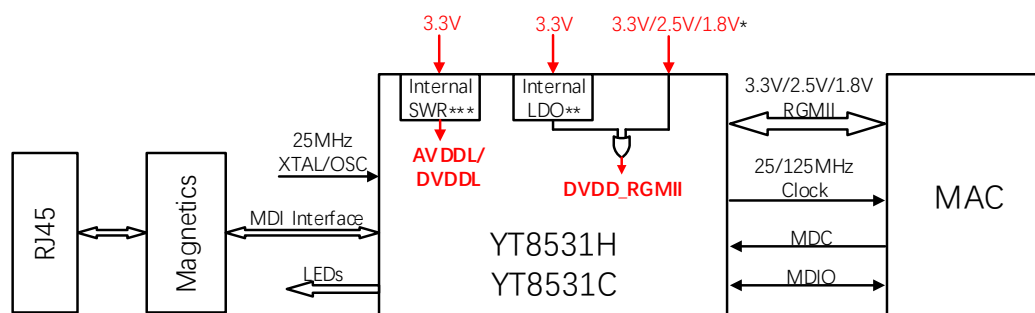 3.3V
3.3V
3.3V/2.5V/1.8V*
Internal
SWR***
Internal
LDO**
3.3V/2.5V/1.8V
RGMII
25MHz
XTAL/OSC
AVDDL/
DVDDL
DVDD_RGMII
25/125MHz
Clock
MAC
RJ45
Magnetics
MDI Interface
YT8531H
YT8531C
MDC
LEDs
MDIO